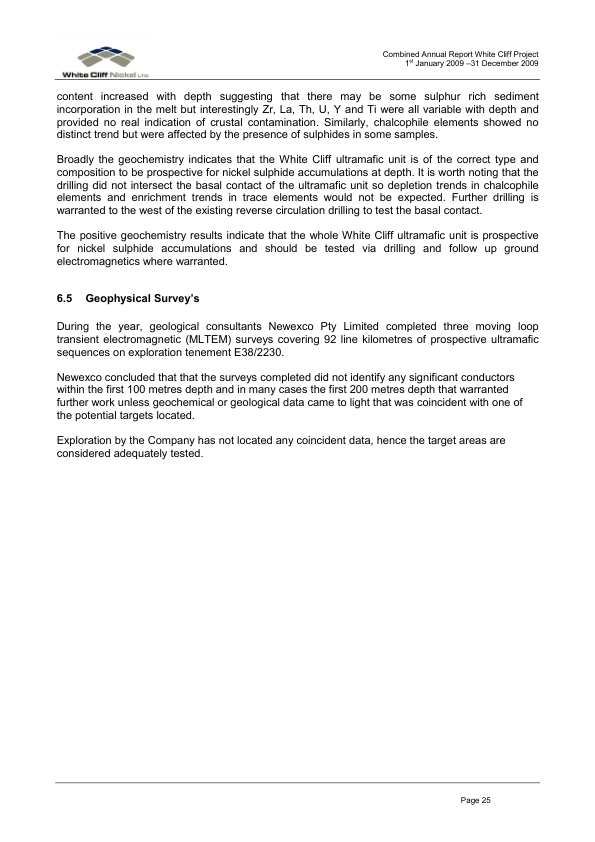 White Cliff Nickel LTD
Combined Annual Report White Cliff Project
1st January 2009 –31 December 2009
content increased with depth suggesting that there may be some sulphur rich sediment
incorporation in the melt but interestingly Zr, La, Th, U, Y and Ti were all variable with depth and
provided no real indication of crustal contamination. Similarly, chalcophile elements showed no
distinct trend but were affected by the presence of sulphides in some samples.
Broadly the geochemistry indicates that the White Cliff ultramafic unit is of the correct type and
composition to be prospective for nickel sulphide accumulations at depth. It is worth noting that the
drilling did not intersect the basal contact of the ultramafic unit so depletion trends in chalcophile
elements and enrichment trends in trace elements would not be expected. Further drilling is
warranted to the west of the existing reverse circulation drilling to test the basal contact.
The positive geochemistry results indicate that the whole White Cliff ultramafic unit is prospective
for nickel sulphide accumulations and should be tested via drilling and follow up ground
electromagnetics where warranted.
6.5 Geophysical Survey's
During the year, geological consultants Newexco Pty Limited completed three moving loop
transient electromagnetic (MLTEM) surveys covering 92 line kilometres of prospective ultramafic
sequences on exploration tenement E38/2230.
Newexco concluded that that the surveys completed did not identify any significant conductors
within the first 100 metres depth and in many cases the first 200 metres depth that warranted
further work unless geochemical or geological data came to light that was coincident with one of
the potential targets located.
Exploration by the Company has not located any coincident data, hence the target areas are
considered adequately tested.
Page 25